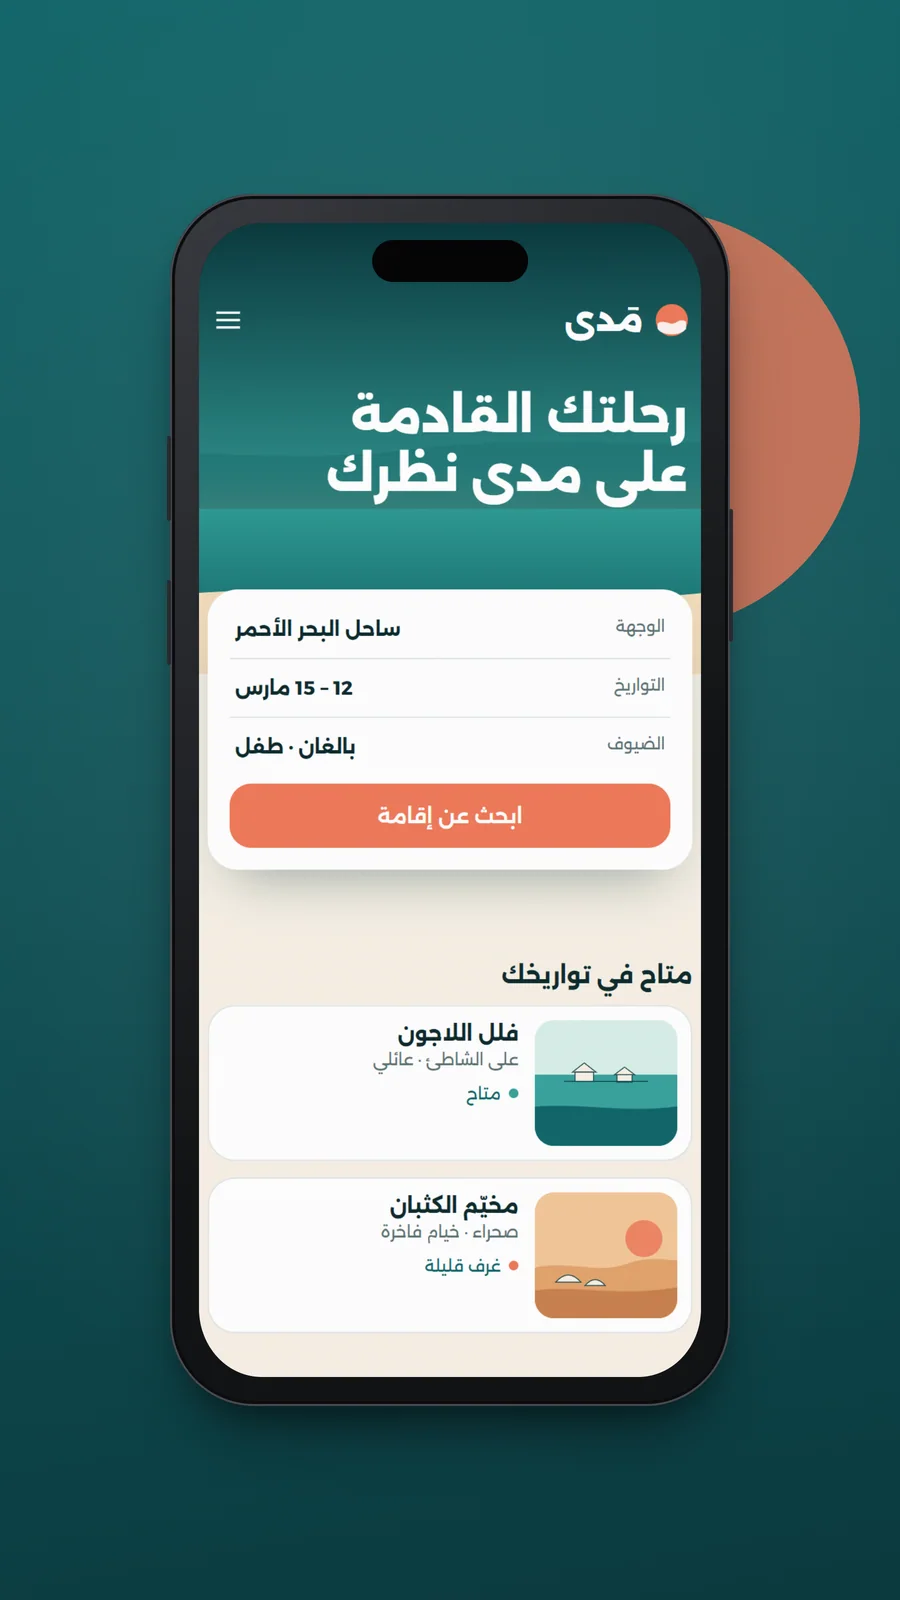 مَدى
رحلتك القادمة
على مدى نظرك
الوجهة ساحل البحر الأحمر
التواريخ 12 – 15 مارس
الضيوف بالغان · طفل
ابحث عن إقامة
متاح في تواريخك
فلل اللاجون
على الشاطئ · عائلي
متاح
مخيّم الكثبان
صحراء · خيام فاخرة
غرف قليلة